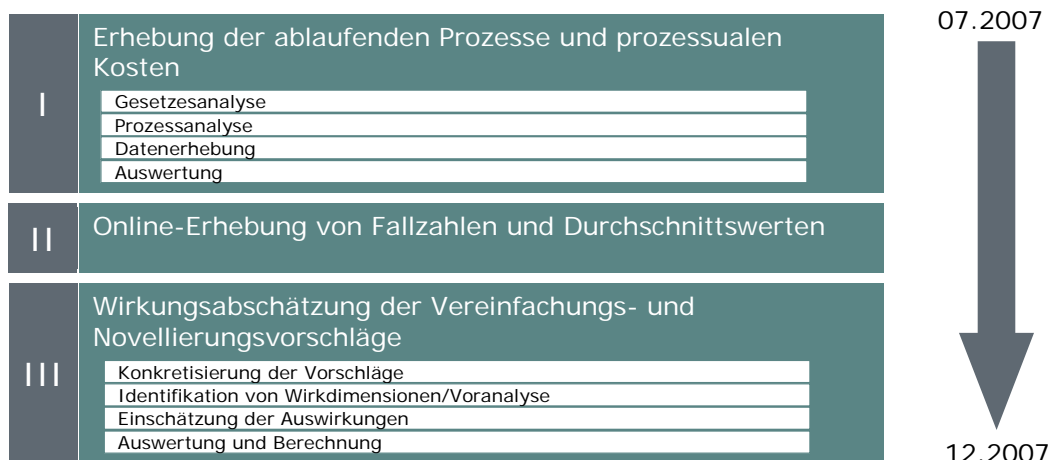 07.2007
I
Erhebung der ablaufenden Prozesse und prozessualen
Kosten
Gesetzesanalyse
Prozessanalyse
Datenerhebung
Auswertung
II
Online-Erhebung von Fallzahlen und Durchschnittswerten
III
Wirkungsabschätzung der Vereinfachungs- und
Novellierungsvorschläge
Konkretisierung der Vorschläge
Identifikation von Wirkdimensionen/Voranalyse
Einschätzung der Auswirkungen
Auswertung und Berechnung
12.2007